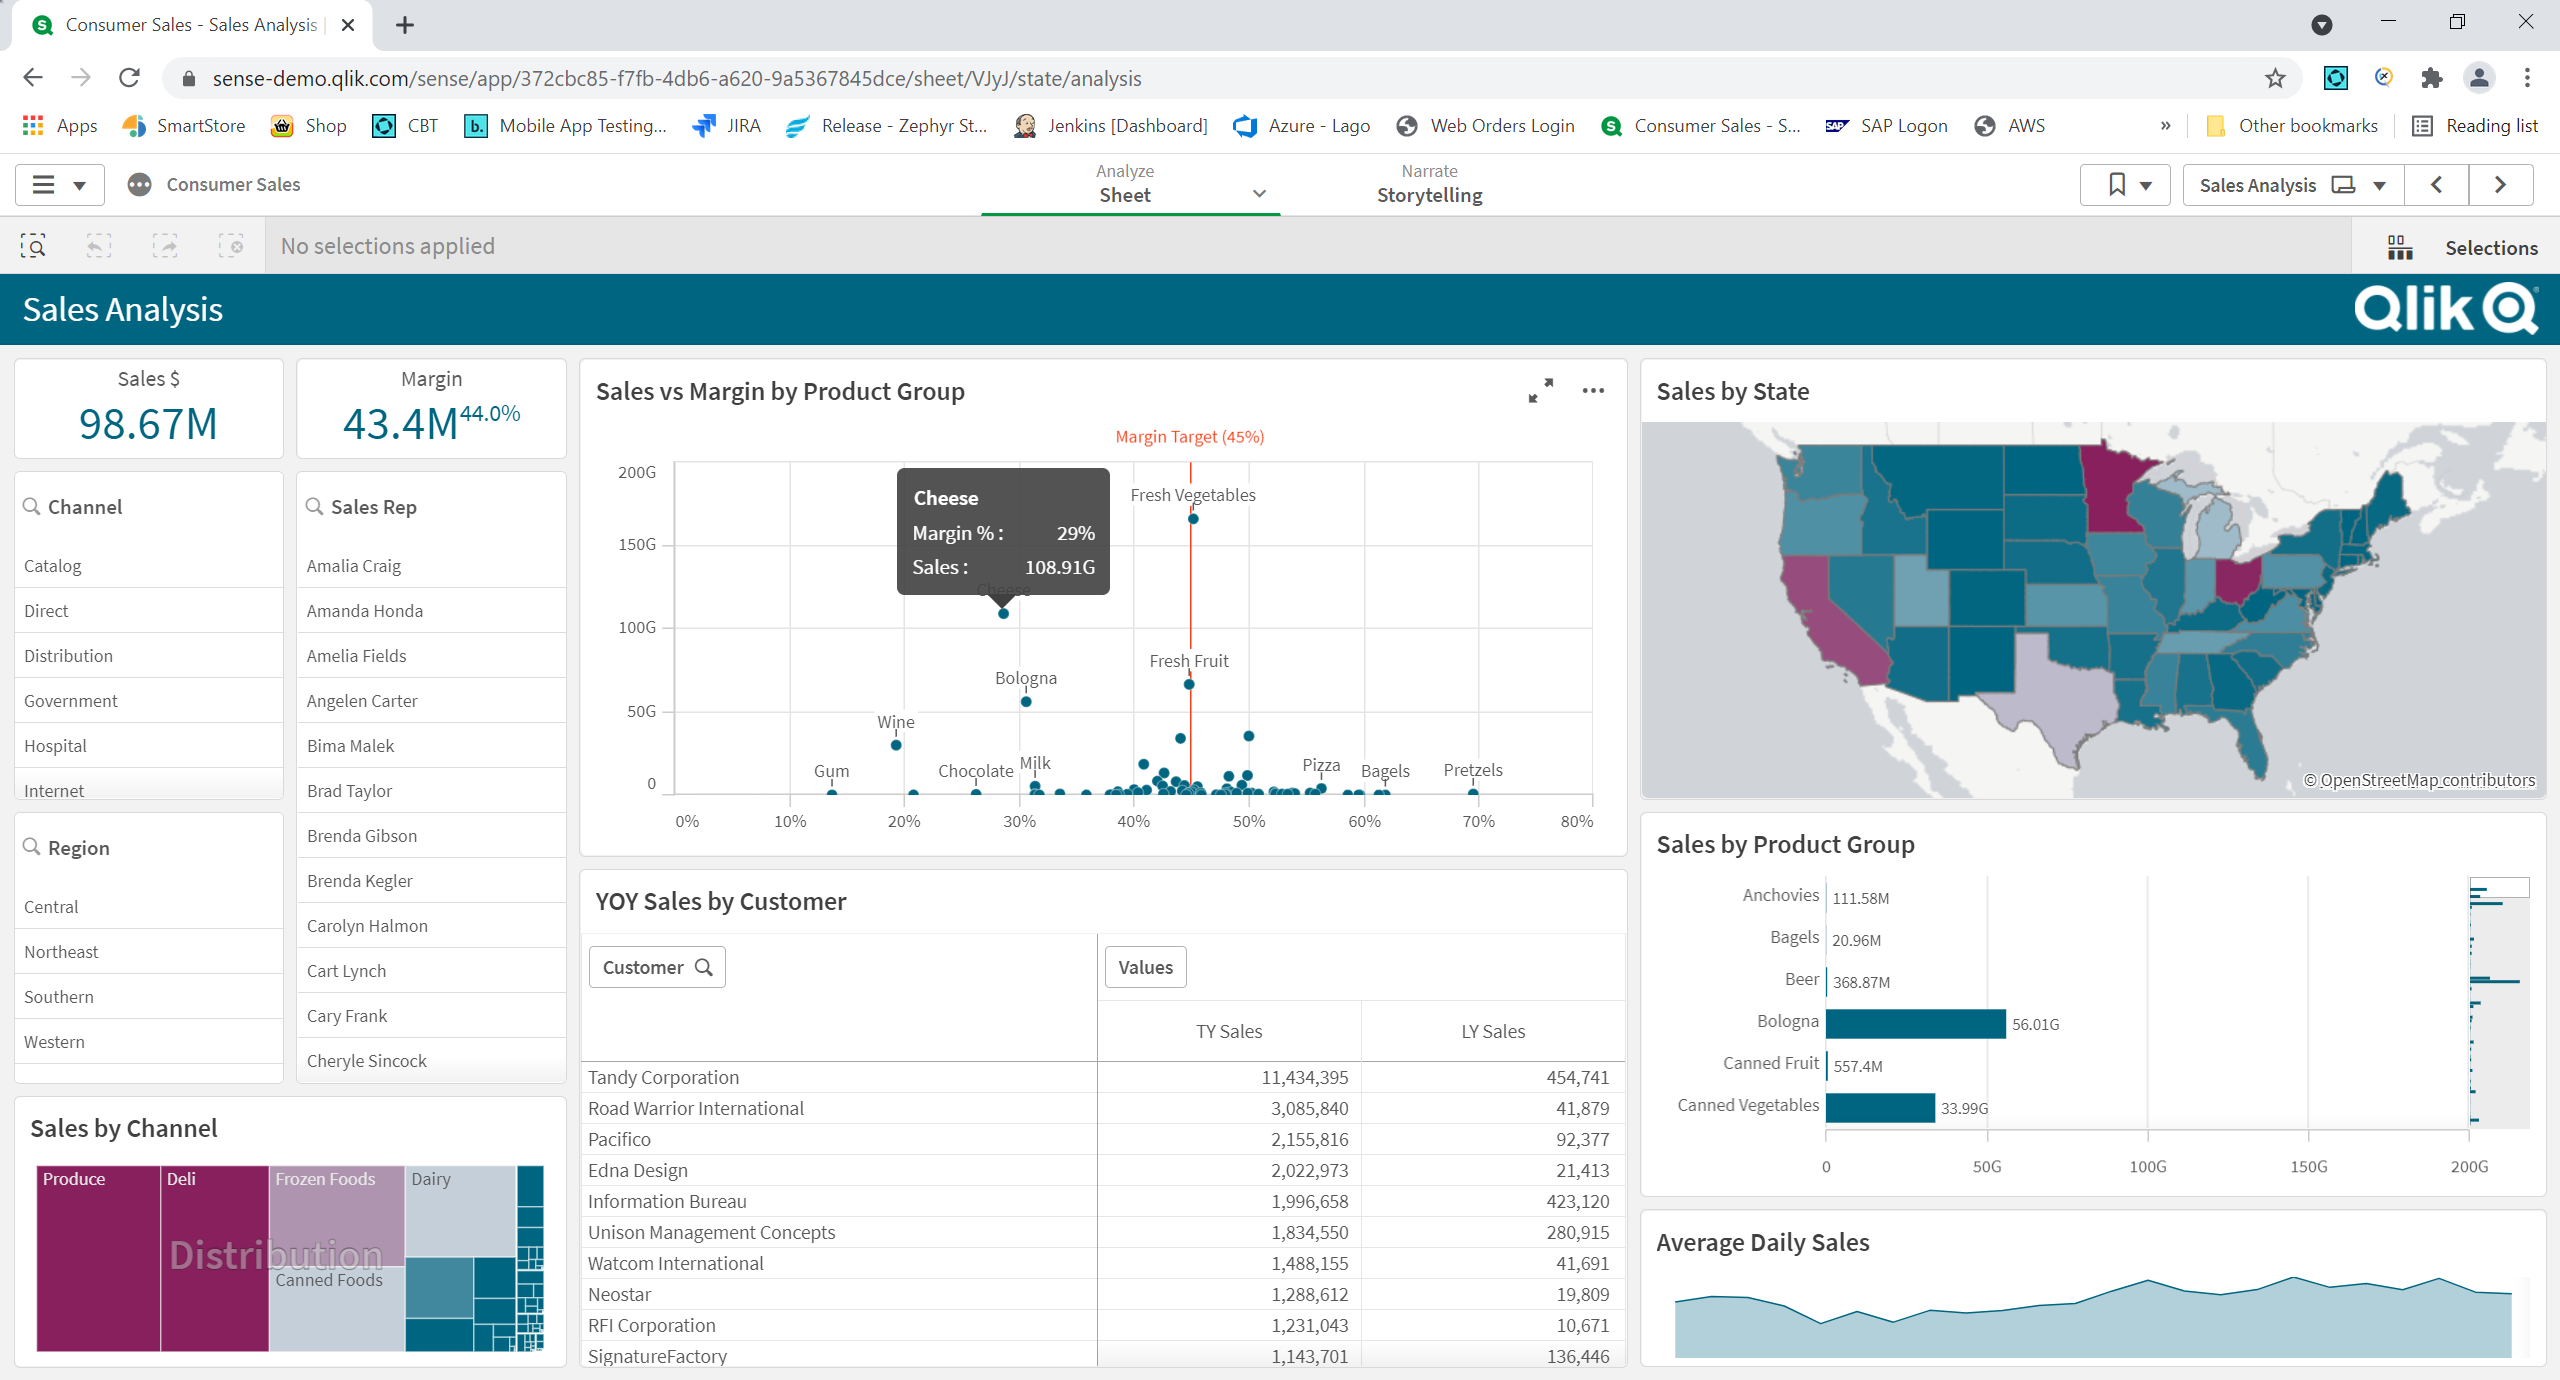 Consumer Sales - Sales Analysis
sense-demo.qlik.com/sense/app/372cbc85-f7fb-4db6-a620-9a5367845dce/sheet/VJyJ/state/analysis
Apps SmartStore Shop CBT b. Mobile App Testing... JIRA Release - Zephyr St... Jenkins [Dashboard] Azure - Lago Web Orders Login Consumer Sales - S... SAP SAP Logon AWS » Other bookmarks Reading list
Consumer Sales
Analyze
Sheet
Narrate
Storytelling
Sales Analysis
No selections applied
Selections
Sales Analysis
Qlik
Sales $
98.67M
Margin
43.4M 44.0%
Channel
Catalog
Direct
Distribution
Government
Hospital
Internet
Region
Central
Northeast
Southern
Western
Sales Rep
Amalia Craig
Amanda Honda
Amelia Fields
Angelen Carter
Bima Malek
Brad Taylor
Brenda Gibson
Brenda Kegler
Carolyn Halmon
Cart Lynch
Cary Frank
Cheryle Sincock
Sales by Channel
Produce
Deli
Frozen Foods
Dairy
Distribution
Canned Foods
Sales vs Margin by Product Group
Margin Target (45%)
200G
150G
100G
50G
0
Cheese
Margin % : 29%
Sales : 108.91G
Cheese
Fresh Vegetables
Fresh Fruit
Bologna
Wine
Gum
Chocolate
Milk
Pizza
Bagels
Pretzels
0% 10% 20% 30% 40% 50% 60% 70% 80%
YOY Sales by Customer
Customer
Values
TY Sales LY Sales
Tandy Corporation 11,434,395 454,741
Road Warrior International 3,085,840 41,879
Pacifico 2,155,816 92,377
Edna Design 2,022,973 21,413
Information Bureau 1,996,658 423,120
Unison Management Concepts 1,834,550 280,915
Watcom International 1,488,155 41,691
Neostar 1,288,612 19,809
RFI Corporation 1,231,043 10,671
SignatureFactory 1,143,701 136,446
Sales by State
© OpenStreetMap contributors
Sales by Product Group
Anchovies 111.58M
Bagels 20.96M
Beer 368.87M
Bologna 56.01G
Canned Fruit 557.4M
Canned Vegetables 33.99G
0 50G 100G 150G 200G
Average Daily Sales